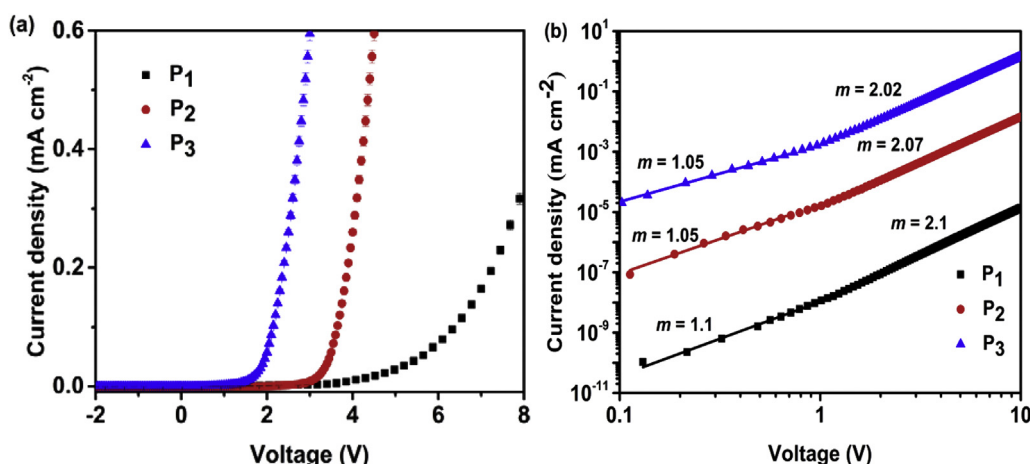 (a)
0.6
0.4
0.2
0.0
Current density (mA cm-2)
P1
P2
P3
-2 0 2 4 6 8
Voltage (V)
(b)
10^1
10^-1
10^-3
10^-5
10^-7
10^-9
10^-11
Current density (mA cm-2)
m = 2.02
m = 1.05
m = 2.07
m = 1.05
m = 2.1
m = 1.1
P1
P2
P3
0.1 1 10
Voltage (V)